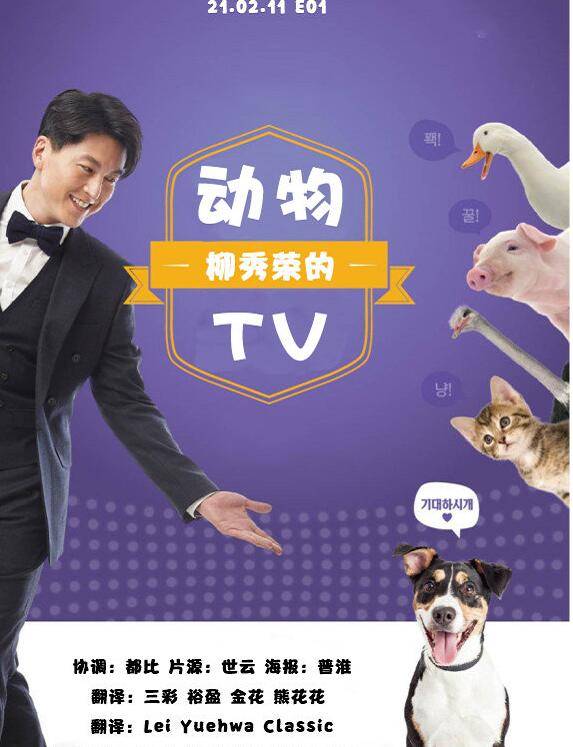 21.02.11 E01
꽥!
动物
꿀!
柳秀荣的
TV
냥!
기대하시개
协调：都比 片源：世云 海报：普淮
翻译：三彩 裕盈 金花 熊花花
翻译：Lei Yuehwa Classic